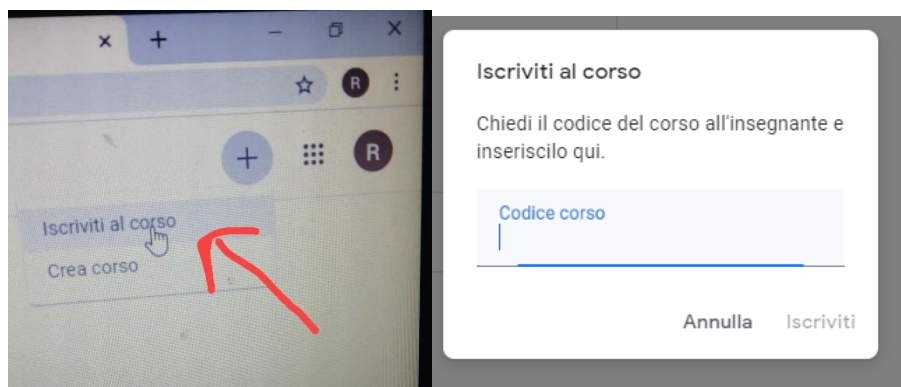 R
R
Iscriviti al corso
Crea corso
Iscriviti al corso
Chiedi il codice del corso all'insegnante e
inseriscilo qui.
Codice corso
Annulla Iscriviti